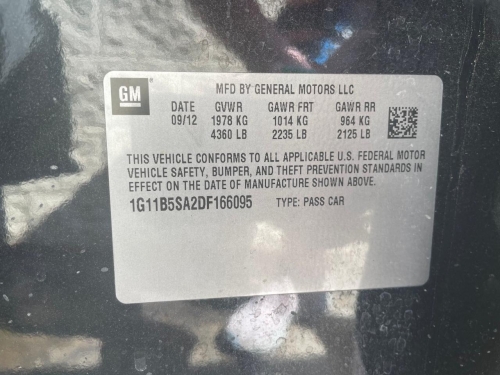 GM
MFD BY GENERAL MOTORS LLC
DATE GVWR GAWR FRT GAWR RR
09/12 1978 KG 1014 KG 964 KG
4360 LB 2235 LB 2125 LB
THIS VEHICLE CONFORMS TO ALL APPLICABLE U.S. FEDERAL MOTOR
VEHICLE SAFETY, BUMPER, AND THEFT PREVENTION STANDARDS IN
EFFECT ON THE DATE OF MANUFACTURE SHOWN ABOVE.
1G11B5SA2DF166095 TYPE: PASS CAR